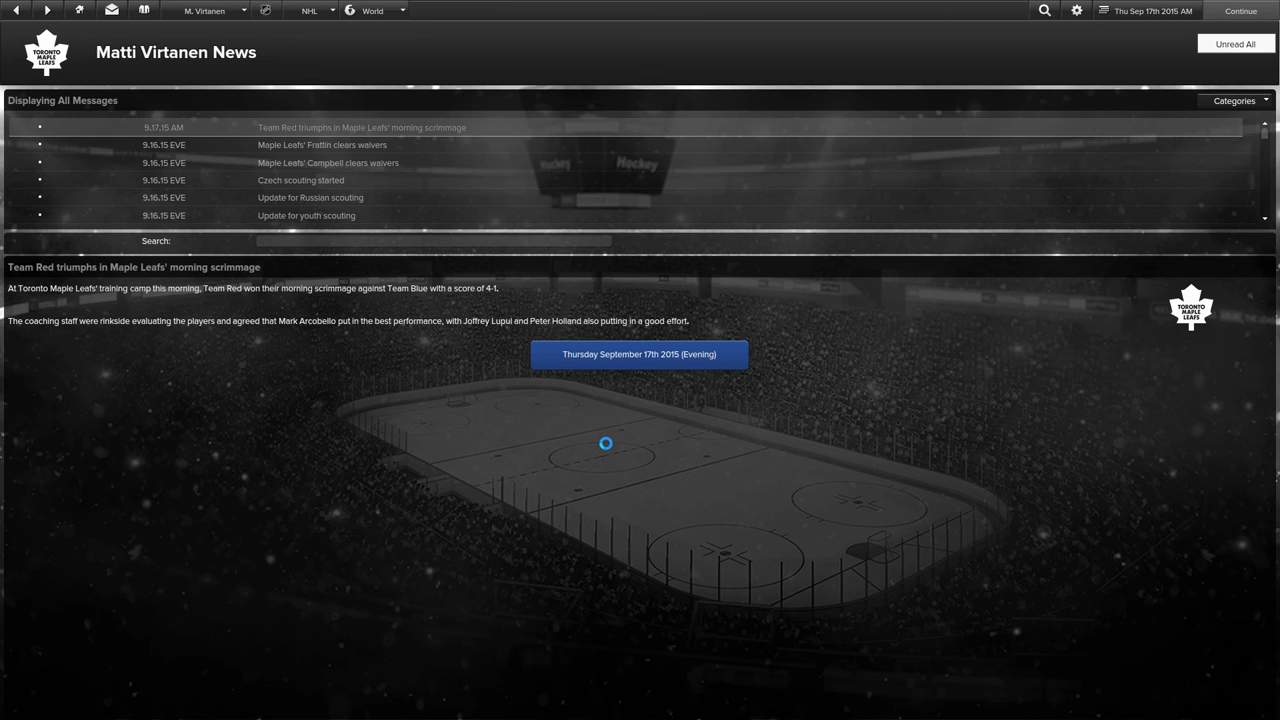 M. Virtanen
NHL
World
Thu Sep 17th 2015 AM
Continue
TORONTO
MAPLE
LEAFS
Matti Virtanen News
Unread All
Displaying All Messages
Categories
9.17.15 AM Team Red triumphs in Maple Leafs' morning scrimmage
9.16.15 EVE Maple Leafs' Frattin clears waivers
9.16.15 EVE Maple Leafs' Campbell clears waivers
9.16.15 EVE Czech scouting started
9.16.15 EVE Update for Russian scouting
9.16.15 EVE Update for youth scouting
Hockey Hockey
Search:
Team Red triumphs in Maple Leafs' morning scrimmage
At Toronto Maple Leafs' training camp this morning, Team Red won their morning scrimmage against Team Blue with a score of 4-1.
The coaching staff were rinkside evaluating the players and agreed that Mark Arcobello put in the best performance, with Joffrey Lupul and Peter Holland also putting in a good effort.
TORONTO
MAPLE
LEAFS
Thursday September 17th 2015 (Evening)